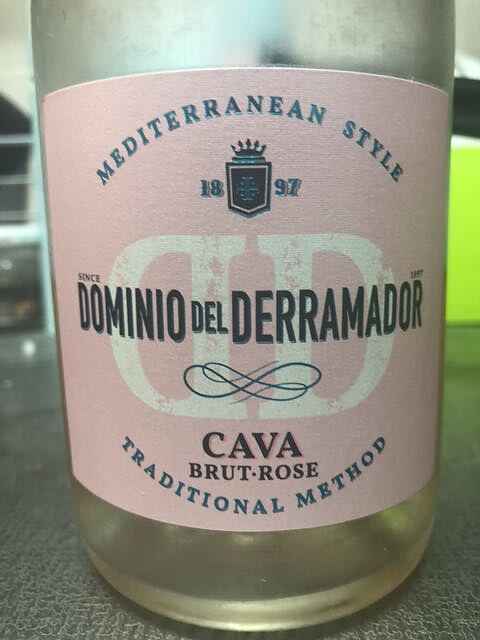 MEDITERRANEAN STYLE
18 97
SINCE 1897
DOMINIO DEL DERRAMADOR
CAVA
BRUT·ROSE
TRADITIONAL METHOD